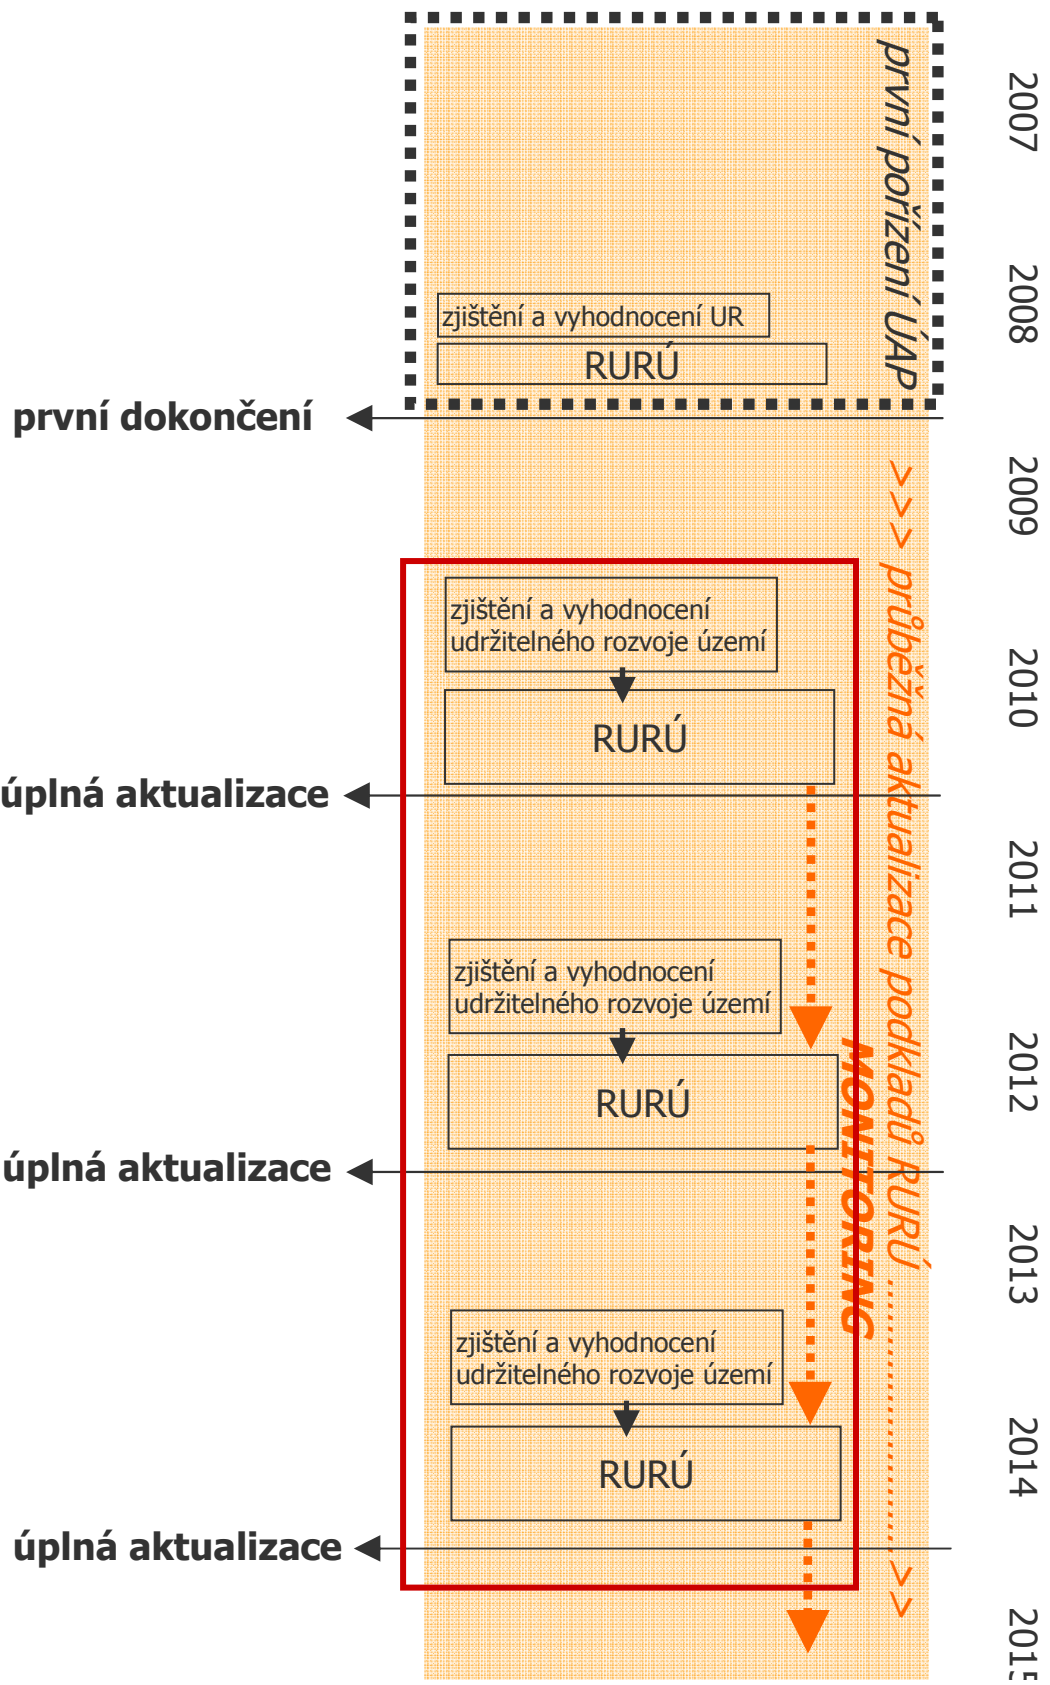 2007
první pořízení ÚAP
2008
zjištění a vyhodnocení UR
RURÚ
první dokončení
2009
>>> průběžná aktualizace podkladů RURÚ ................................>>
zjištění a vyhodnocení
udržitelného rozvoje území
2010
RURÚ
úplná aktualizace
2011
zjištění a vyhodnocení
udržitelného rozvoje území
2012
MONITORING
RURÚ
úplná aktualizace
2013
zjištění a vyhodnocení
udržitelného rozvoje území
2014
RURÚ
úplná aktualizace
2015